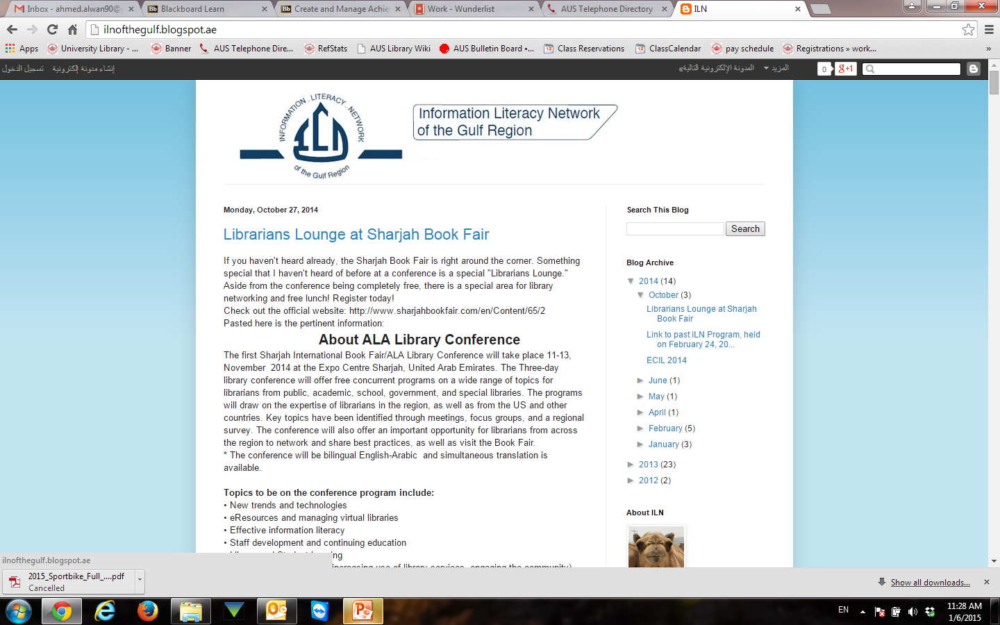 Inbox - ahmed.alwan90@g
Blackboard Learn
Create and Manage Achie
Work - Wunderlist
AUS Telephone Directory
ILN
ilnofthegulf.blogspot.ae
Apps
University Library - ...
Banner
AUS Telephone Dire...
RefStats
AUS Library Wiki
AUS Bulletin Board •...
Class Reservations
ClassCalendar
pay schedule
Registrations » work...
»
المزيد
المدونة الإلكترونية التالية»
إنشاء مدونة إلكترونية
تسجيل الدخول
0
g+1
INFORMATION . LITERACY . NETWORK
ILN
of the Gulf Region
Information Literacy Network
of the Gulf Region
Monday, October 27, 2014
Librarians Lounge at Sharjah Book Fair
If you haven't heard already, the Sharjah Book Fair is right around the corner. Something
special that I haven't heard of before at a conference is a special "Librarians Lounge."
Aside from the conference being completely free, there is a special area for library
networking and free lunch! Register today!
Check out the official website: http://www.sharjahbookfair.com/en/Content/65/2
Pasted here is the pertinent information:
About ALA Library Conference
The first Sharjah International Book Fair/ALA Library Conference will take place 11-13,
November 2014 at the Expo Centre Sharjah, United Arab Emirates. The Three-day
library conference will offer free concurrent programs on a wide range of topics for
librarians from public, academic, school, government, and special libraries. The programs
will draw on the expertise of librarians in the region, as well as from the US and other
countries. Key topics have been identified through meetings, focus groups, and a regional
survey. The conference will also offer an important opportunity for librarians from across
the region to network and share best practices, as well as visit the Book Fair.
* The conference will be bilingual English-Arabic and simultaneous translation is
available.
Topics to be on the conference program include:
• New trends and technologies
• eResources and managing virtual libraries
• Effective information literacy
• Staff development and continuing education
Search This Blog
Search
Blog Archive
▼ 2014 (14)
▼ October (3)
Librarians Lounge at Sharjah
Book Fair
Link to past ILN Program, held
on February 24, 20...
ECIL 2014
► June (1)
► May (1)
► April (1)
► February (5)
► January (3)
► 2013 (23)
► 2012 (2)
About ILN
ilnofthegulf.blogspot.ae
2015_Sportbike_Full_....pdf
Cancelled
Show all downloads...
EN
11:28 AM
1/6/2015